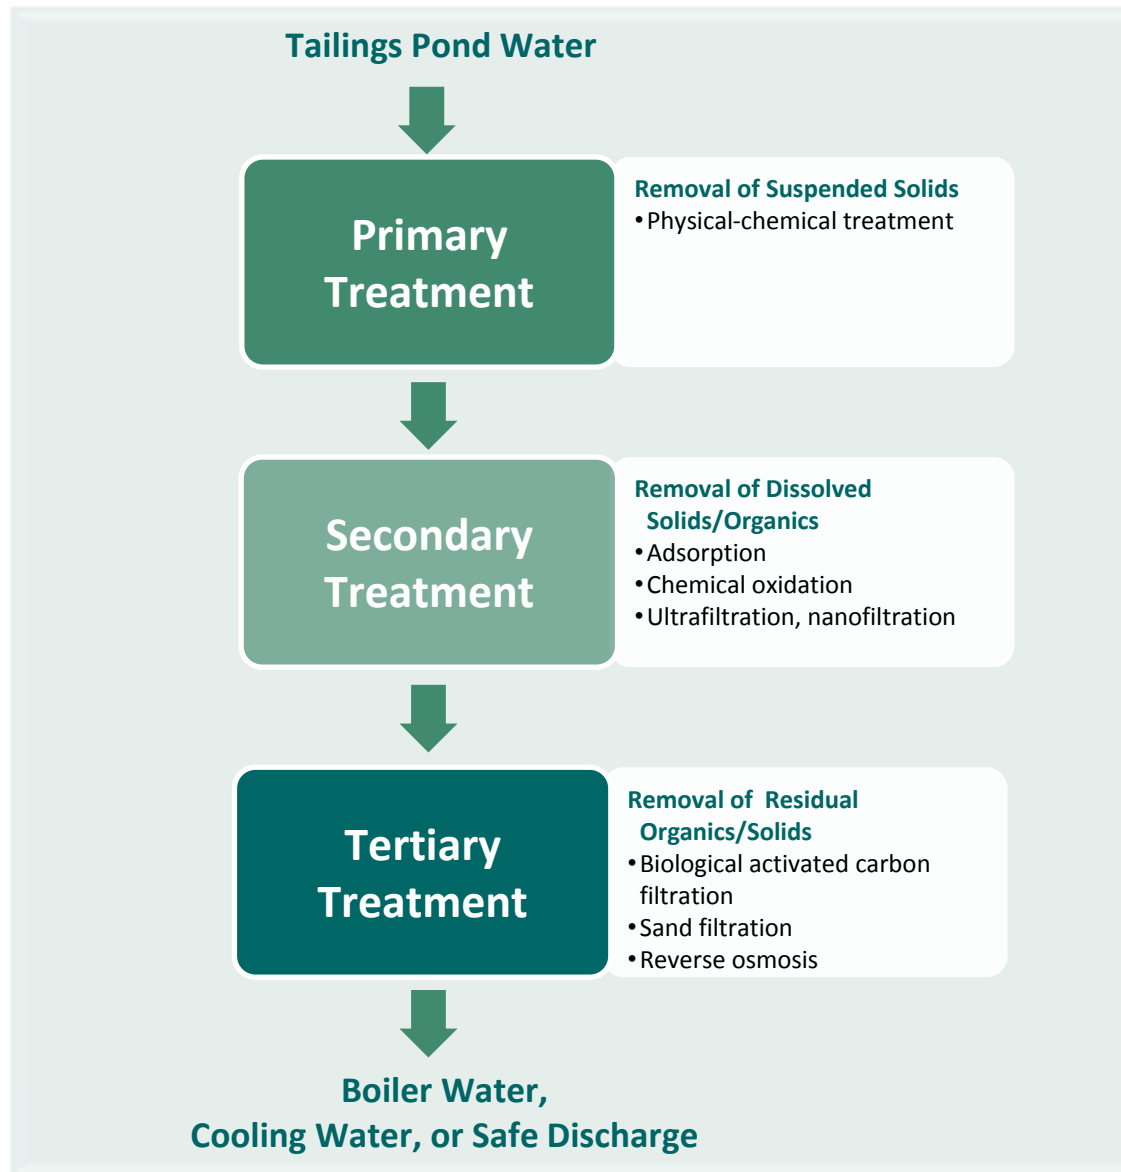 Tailings Pond Water
Primary
Treatment
Removal of Suspended Solids
•Physical-chemical treatment
Secondary
Treatment
Removal of Dissolved
Solids/Organics
•Adsorption
•Chemical oxidation
•Ultrafiltration, nanofiltration
Tertiary
Treatment
Removal of  Residual
Organics/Solids
•Biological activated carbon
filtration
•Sand filtration
•Reverse osmosis
Boiler Water,
Cooling Water, or Safe Discharge